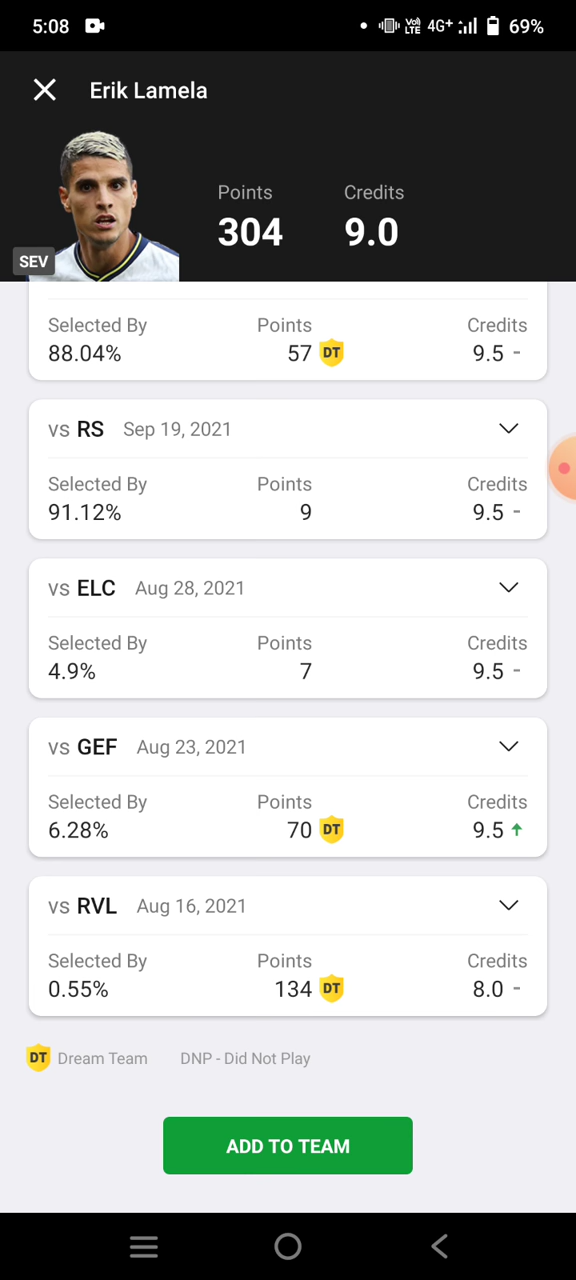 5:08 Vo) LTE 4G+ 69%
Erik Lamela
Points Credits
304 9.0
SEV
Selected By Points Credits
88.04% 57 DT 9.5 -
vs RS Sep 19, 2021
Selected By Points Credits
91.12% 9 9.5 -
vs ELC Aug 28, 2021
Selected By Points Credits
4.9% 7 9.5 -
vs GEF Aug 23, 2021
Selected By Points Credits
6.28% 70 DT 9.5
vs RVL Aug 16, 2021
Selected By Points Credits
0.55% 134 DT 8.0 -
DT Dream Team DNP - Did Not Play
ADD TO TEAM